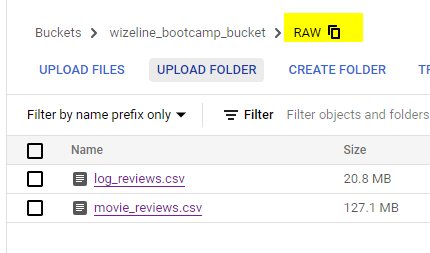 Buckets > wizeline_bootcamp_bucket > RAW
UPLOAD FILES UPLOAD FOLDER CREATE FOLDER
Filter by name prefix only Filter Filter objects and folders
Name Size
log_reviews.csv 20.8 MB
movie_reviews.csv 127.1 MB